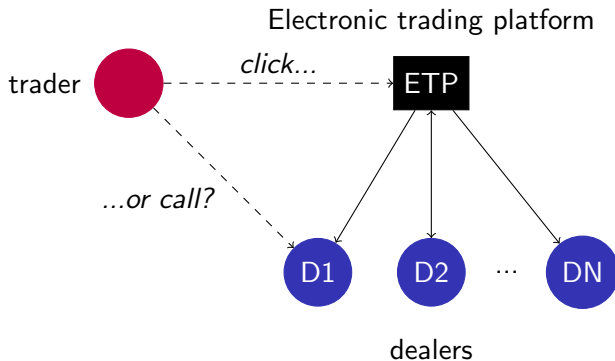 Electronic trading platform
click...
trader
ETP
...or call?
D1
D2
...
DN
dealers